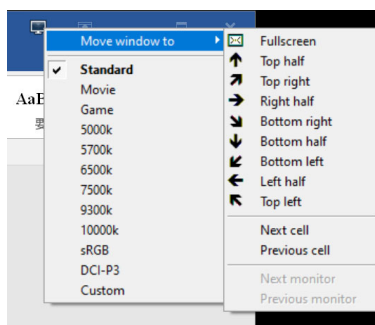 Move window to
Standard
Movie
Game
5000k
5700k
6500k
7500k
9300k
10000k
sRGB
DCI-P3
Custom
Fullscreen
Top half
Top right
Right half
Bottom right
Bottom half
Bottom left
Left half
Top left
Next cell
Previous cell
Next monitor
Previous monitor
AaB
要